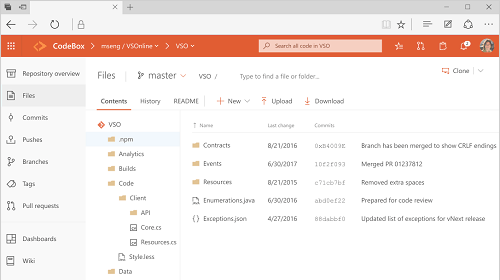 CodeBox
mseng / VSOnline
VSO
Search all code in VSO
Repository overview
Files
Commits
Pushes
Branches
Tags
Pull requests
Dashboards
Wiki
Files
master
VSO /
Type to find a file or folder...
Clone
Contents
History
README
New
Upload
Download
VSO
.npm
Analytics
Builds
Code
Client
API
Core.cs
Resources.cs
Style.less
Data
Name Last change Commits
Contracts 8/21/2016 Branch has been merged to show CRLF endings
Events 6/30/2017 10f2f093 Merged PR 01237812
Resources 8/21/2015 c71cb7bf Removed extra spaces
Enumerations.java 6/30/2016 abd0ef22 Prepared for code review
Exceptions.json 4/27/2016 88dabbf0 Updated list of exceptions for vNext release